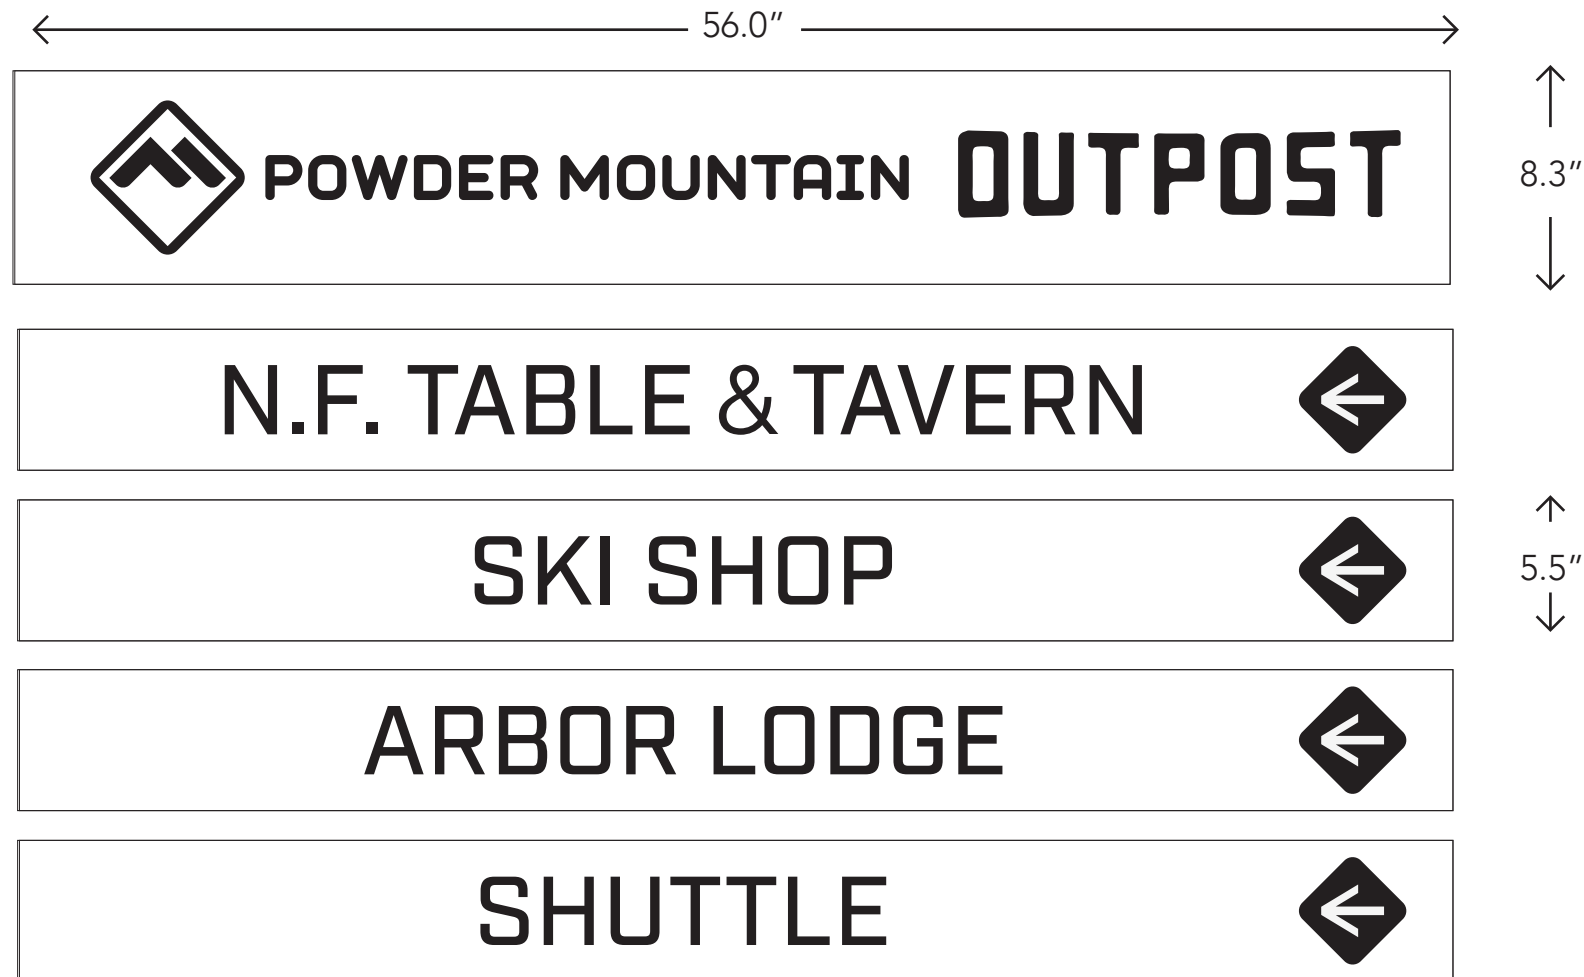 56.0”
POWDER MOUNTAIN OUTPOST
8.3”
N.F. TABLE & TAVERN
SKI SHOP
5.5”
ARBOR LODGE
SHUTTLE